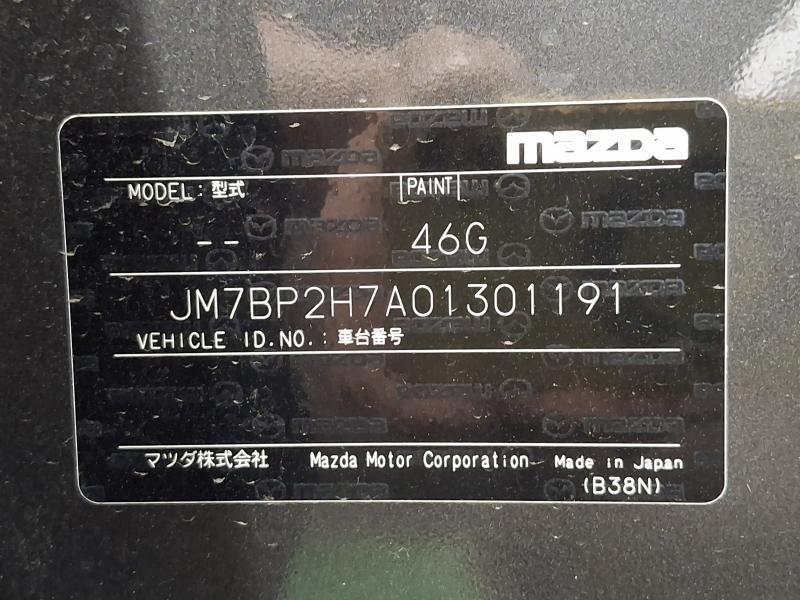 mazda
MODEL: 型式 PAINT
-- 46G
JM7BP2H7A01301191
VEHICLE ID.NO.: 車台番号
マツダ株式会社 Mazda Motor Corporation Made in Japan
(B38N)